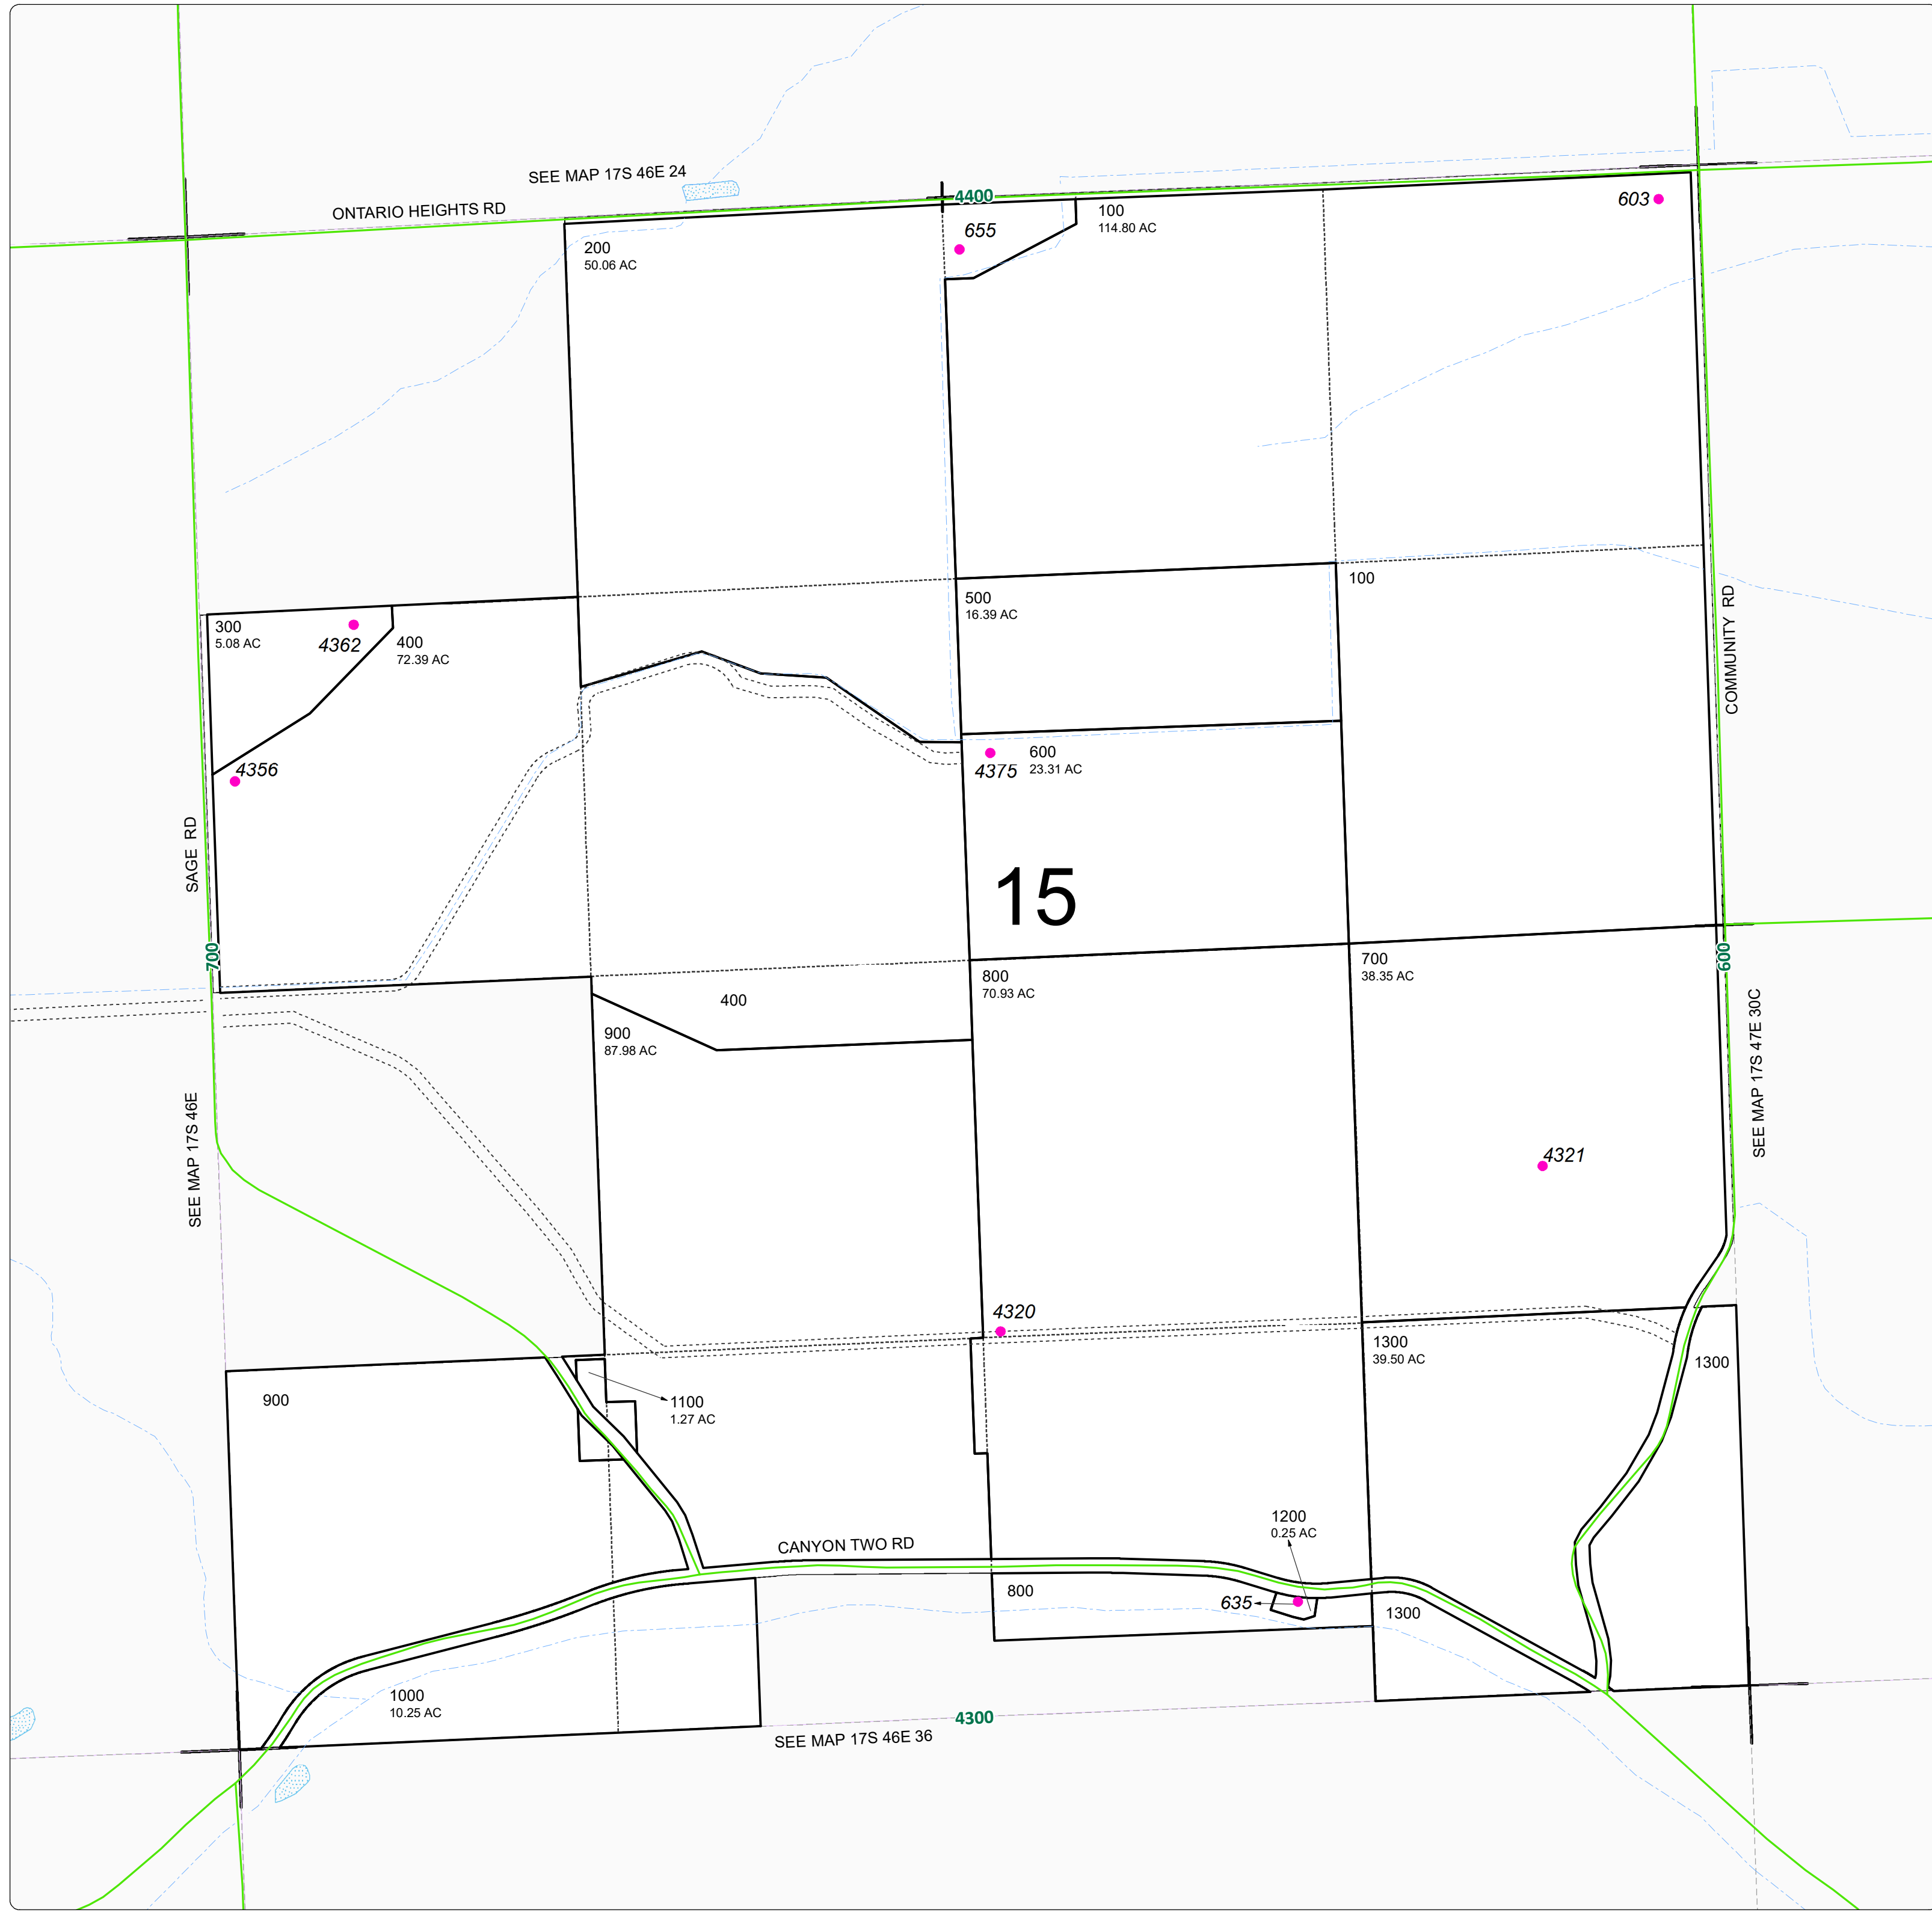 SEE MAP 17S 46E 24
ONTARIO HEIGHTS RD
4400
603
655
100
114.80 AC
200
50.06 AC
500
16.39 AC
100
300
5.08 AC
4362
400
72.39 AC
COMMUNITY RD
4356
4375
600
23.31 AC
SAGE RD
15
700
600
800
70.93 AC
700
38.35 AC
400
900
87.98 AC
SEE MAP 17S 47E 30C
SEE MAP 17S 46E
4321
4320
1300
39.50 AC
1300
900
1100
1.27 AC
1200
0.25 AC
CANYON TWO RD
800
635
1300
1000
10.25 AC
4300
SEE MAP 17S 46E 36